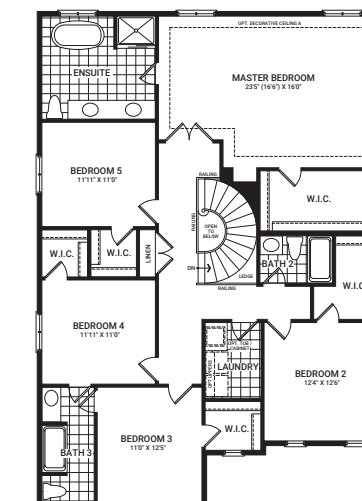 OPT. DECORATIVE CEILING A
ENSUITE
MASTER BEDROOM
23'5" (16'6") X 16'0"
BEDROOM 5
11'11" X 11'0"
RAILING
W.I.C.
RAILING
OPEN
TO
BELOW
W.I.C.
W.I.C.
LINEN
DN
LEDGE
BATH 2
RAILING
W.I.C
BEDROOM 4
11'11" X 11'0"
OPT. TUB /
CABINET
LAUNDRY
BEDROOM 2
12'4" X 12'6"
BEDROOM 3
11'0" X 12'5"
W.I.C.
BATH 3